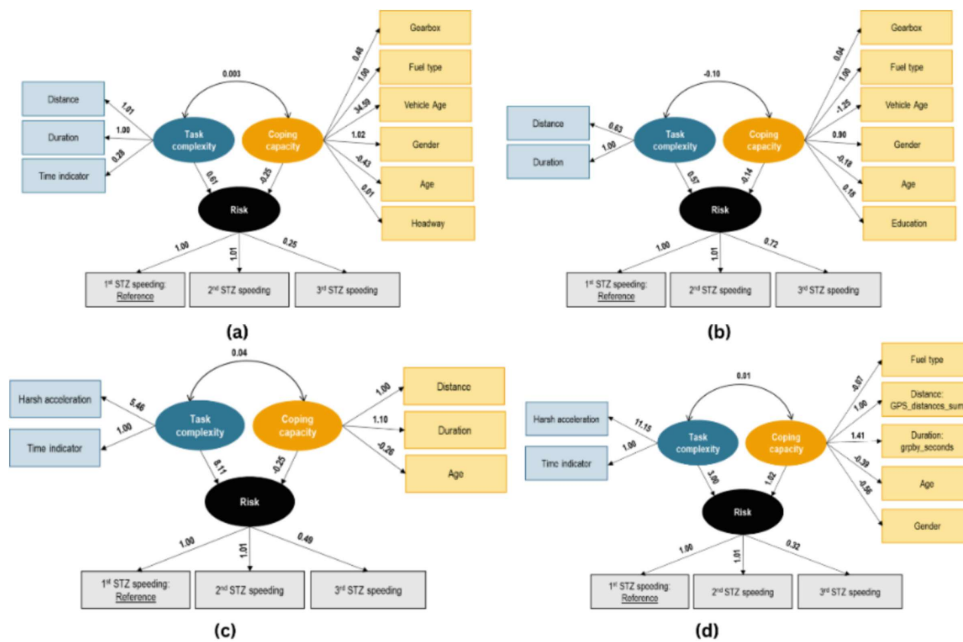 Gearbox
0.48
Fuel type
1.00
0.003
Distance
1.01
Vehicle Age
34.59
Duration
1.00
Task
complexity
Coping
capacity
1.02
Gender
Time indicator
0.28
-0.43
Age
0.61
-0.25
0.01
Headway
Risk
1.00
1.01
0.25
1st STZ speeding:
Reference
2nd STZ speeding
3rd STZ speeding
(a)
Gearbox
0.04
Fuel type
1.00
-0.10
Distance
0.63
Vehicle Age
-1.25
Duration
1.00
Task
complexity
Coping
capacity
0.90
Gender
-0.18
Age
0.57
-0.14
0.18
Education
Risk
1.00
1.01
0.72
1st STZ speeding:
Reference
2nd STZ speeding
3rd STZ speeding
(b)
0.04
Harsh acceleration
5.46
1.00
Distance
Time indicator
1.00
Task
complexity
Coping
capacity
1.10
Duration
-0.26
Age
8.11
-0.25
Risk
1.00
1.01
0.49
1st STZ speeding:
Reference
2nd STZ speeding
3rd STZ speeding
(c)
Fuel type
-0.07
0.01
Distance:
GPS_distances_sum
1.00
Harsh acceleration
11.15
1.41
Duration:
grpby_seconds
Time indicator
1.00
Task
complexity
Coping
capacity
-0.39
Age
-0.56
Gender
3.00
1.02
Risk
1.00
1.01
0.32
1st STZ speeding:
Reference
2nd STZ speeding
3rd STZ speeding
(d)